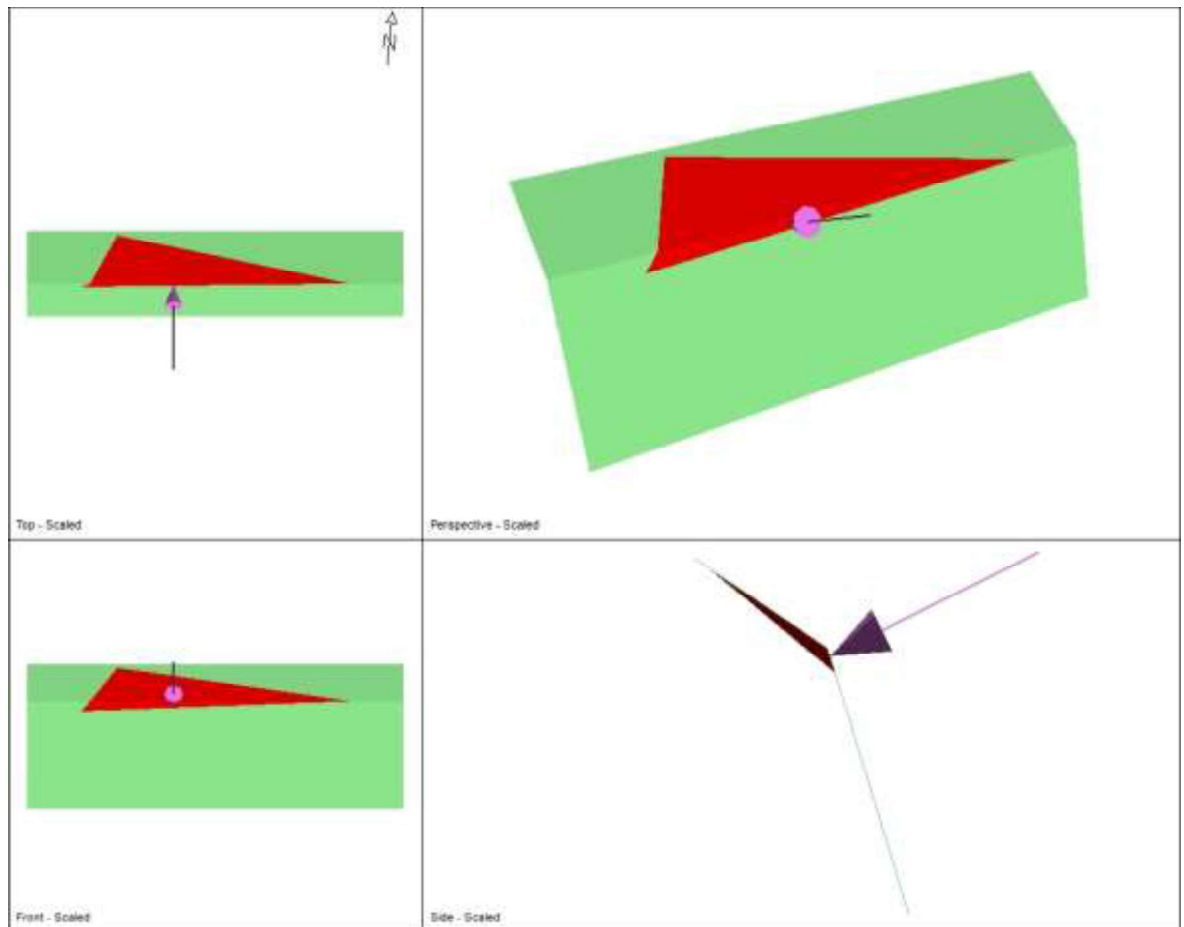 N
Top - Scaled
Perspective - Scaled
Front - Scaled
Side - Scaled